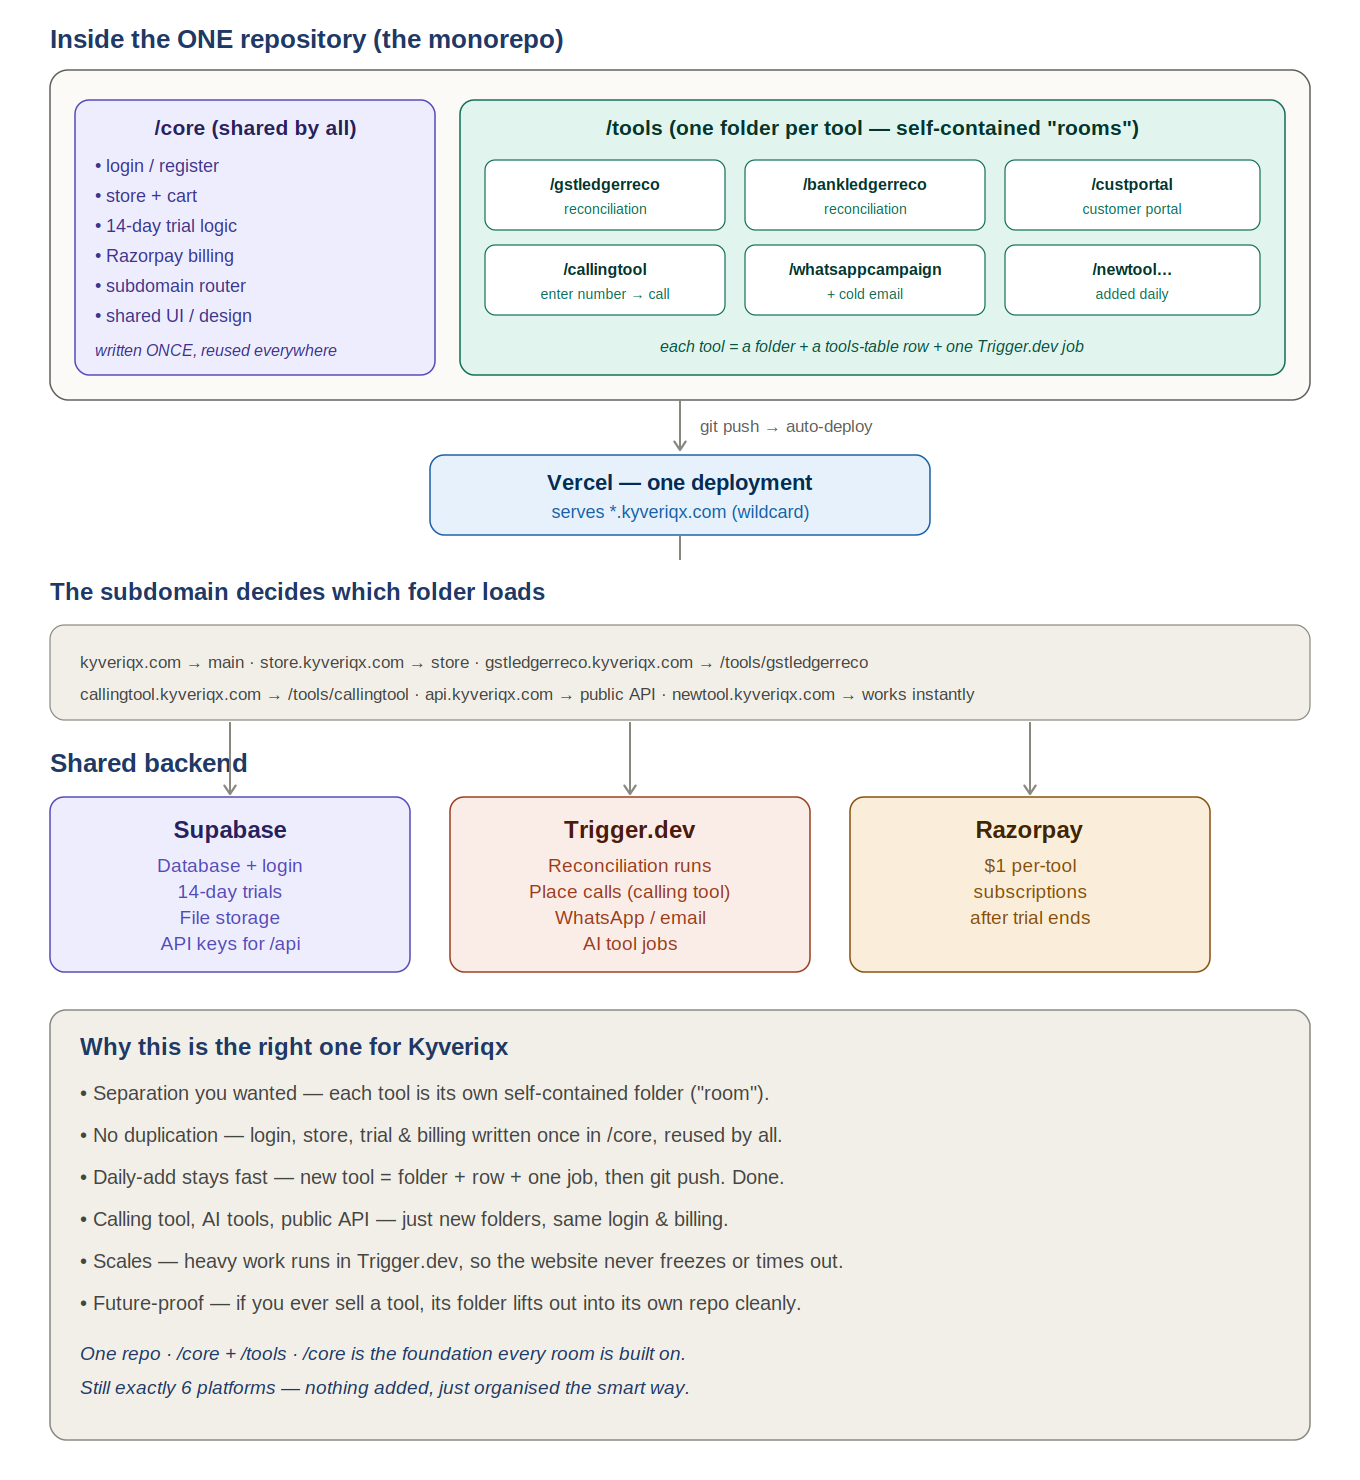 Inside the ONE repository (the monorepo)
/core (shared by all)
• login / register
• store + cart
• 14-day trial logic
• Razorpay billing
• subdomain router
• shared UI / design
written ONCE, reused everywhere
/tools (one folder per tool — self-contained "rooms")
/gstledgerreco
reconciliation
/bankledgerreco
reconciliation
/custportal
customer portal
/callingtool
enter number → call
/whatsappcampaign
+ cold email
/newtool…
added daily
each tool = a folder + a tools-table row + one Trigger.dev job
git push → auto-deploy
Vercel — one deployment
serves *.kyveriqx.com (wildcard)
The subdomain decides which folder loads
kyveriqx.com → main · store.kyveriqx.com → store · gstledgerreco.kyveriqx.com → /tools/gstledgerreco
callingtool.kyveriqx.com → /tools/callingtool · api.kyveriqx.com → public API · newtool.kyveriqx.com → works instantly
Shared backend
Supabase
Database + login
14-day trials
File storage
API keys for /api
Trigger.dev
Reconciliation runs
Place calls (calling tool)
WhatsApp / email
AI tool jobs
Razorpay
$1 per-tool
subscriptions
after trial ends
Why this is the right one for Kyveriqx
• Separation you wanted — each tool is its own self-contained folder ("room").
• No duplication — login, store, trial & billing written once in /core, reused by all.
• Daily-add stays fast — new tool = folder + row + one job, then git push. Done.
• Calling tool, AI tools, public API — just new folders, same login & billing.
• Scales — heavy work runs in Trigger.dev, so the website never freezes or times out.
• Future-proof — if you ever sell a tool, its folder lifts out into its own repo cleanly.
One repo · /core + /tools · /core is the foundation every room is built on.
Still exactly 6 platforms — nothing added, just organised the smart way.